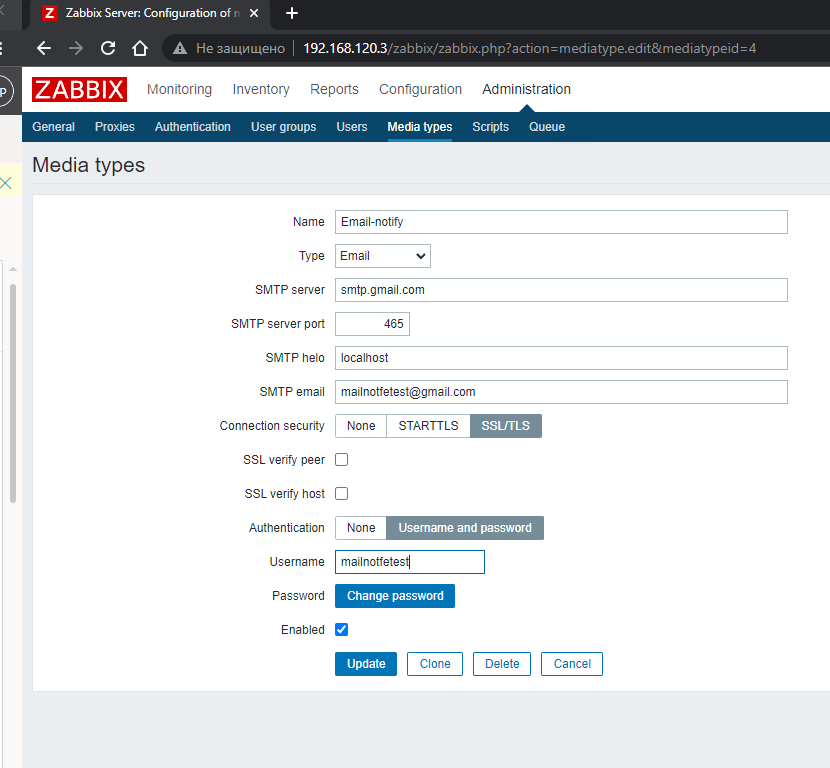 Zabbix Server: Configuration of m
Не защищено 192.168.120.3/zabbix/zabbix.php?action=mediatype.edit&mediatypeid=4
ZABBIX Monitoring Inventory Reports Configuration Administration
General Proxies Authentication User groups Users Media types Scripts Queue
Media types
Name Email-notify
Type Email
SMTP server smtp.gmail.com
SMTP server port 465
SMTP helo localhost
SMTP email mailnotfetest@gmail.com
Connection security None STARTTLS SSL/TLS
SSL verify peer
SSL verify host
Authentication None Username and password
Username mailnotfetest
Password Change password
Enabled
Update Clone Delete Cancel